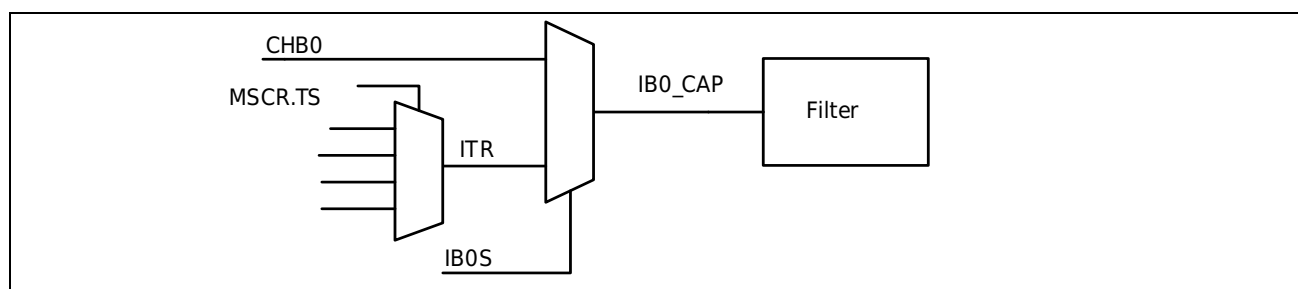 CHB0
IB0_CAP
MSCR.TS
Filter
ITR
IB0S